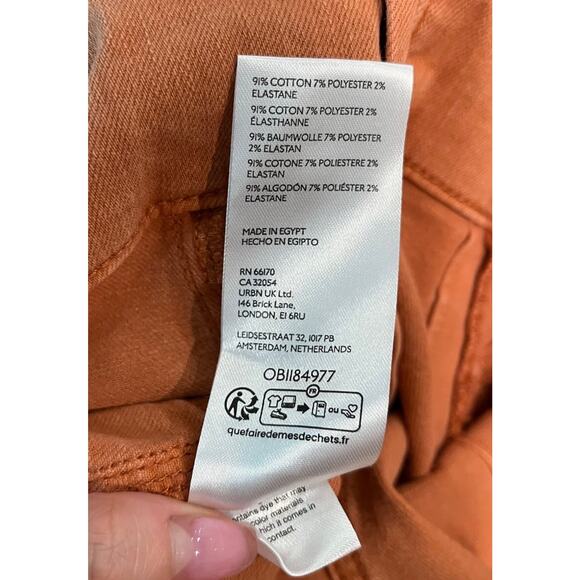 91% COTTON 7% POLYESTER 2%
ELASTANE
91% COTON 7% POLYESTER 2%
ÉLASTHANNE
91% BAUMWOLLE 7% POLYESTER
2% ELASTAN
91% COTONE 7% POLIESTERE 2%
ELASTAN
91% ALGODÓN 7% POLIÉSTER 2%
ELASTANE
MADE IN EGYPT
HECHO EN EGIPTO
RN 66170
CA 32054
URBN UK Ltd.
146 Brick Lane,
LONDON, E1 6RU
LEIDSESTRAAT 32, 1017 PB
AMSTERDAM, NETHERLANDS
OB1184977
FR
OU
quefairedemesdechets.fr
ntains dye that may
color materials
hich it comes in
contact.